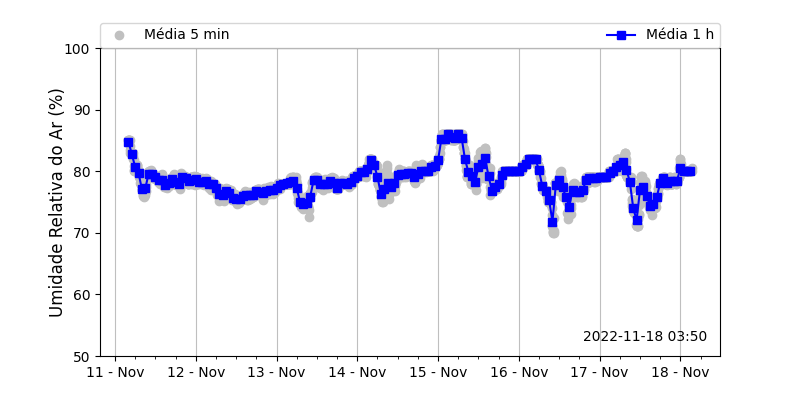 Média 5 min
Média 1 h
Umidade Relativa do Ar (%)
100
90
80
70
60
50
2022-11-18 03:50
11 - Nov
12 - Nov
13 - Nov
14 - Nov
15 - Nov
16 - Nov
17 - Nov
18 - Nov